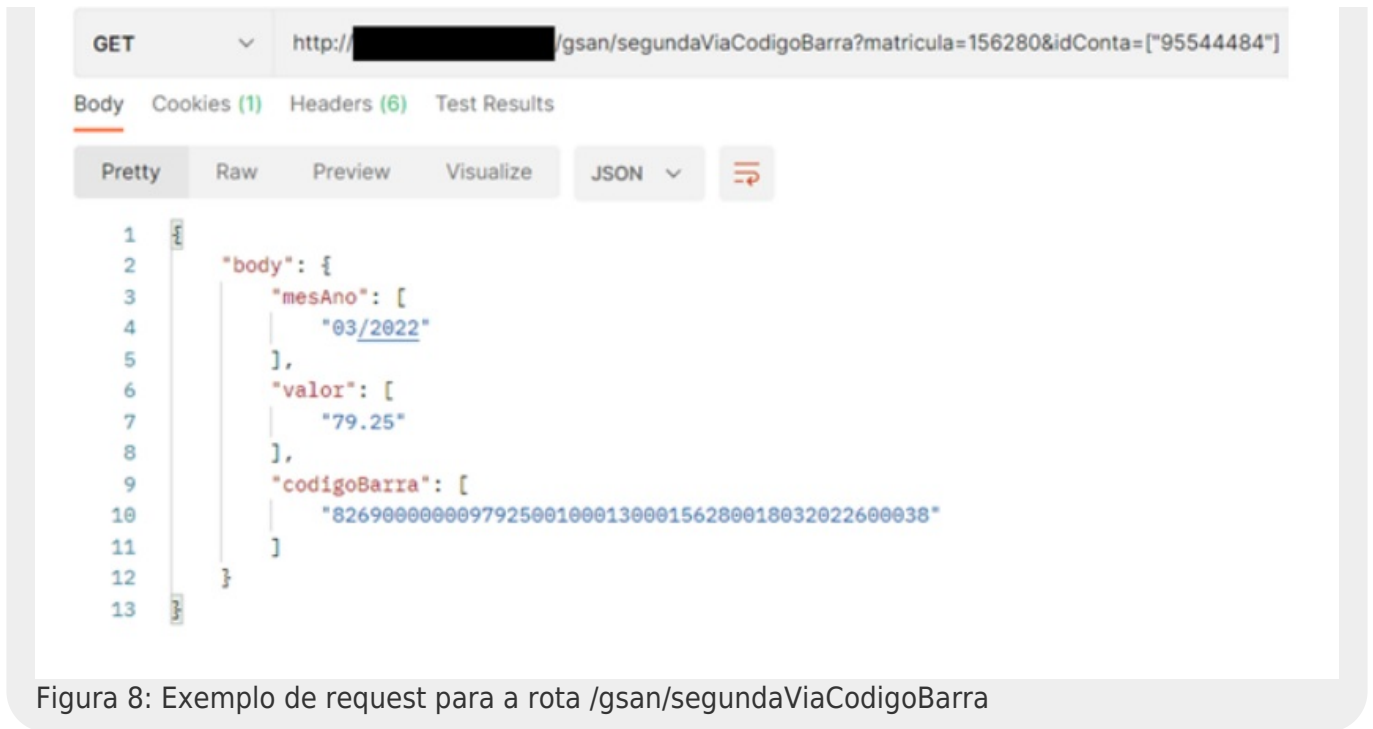 GET http:// /gsan/segundaViaCodigoBarra?matricula=156280&idConta=["95544484"]
Body Cookies (1) Headers (6) Test Results
Pretty Raw Preview Visualize JSON
1 {
2 "body": {
3 "mesAno": [
4 "03/2022"
5 ],
6 "valor": [
7 "79.25"
8 ],
9 "codigoBarra": [
10 "826900000009792500100013000156280018032022600038"
11 ]
12 }
13 }
Figura 8: Exemplo de request para a rota /gsan/segundaViaCodigoBarra